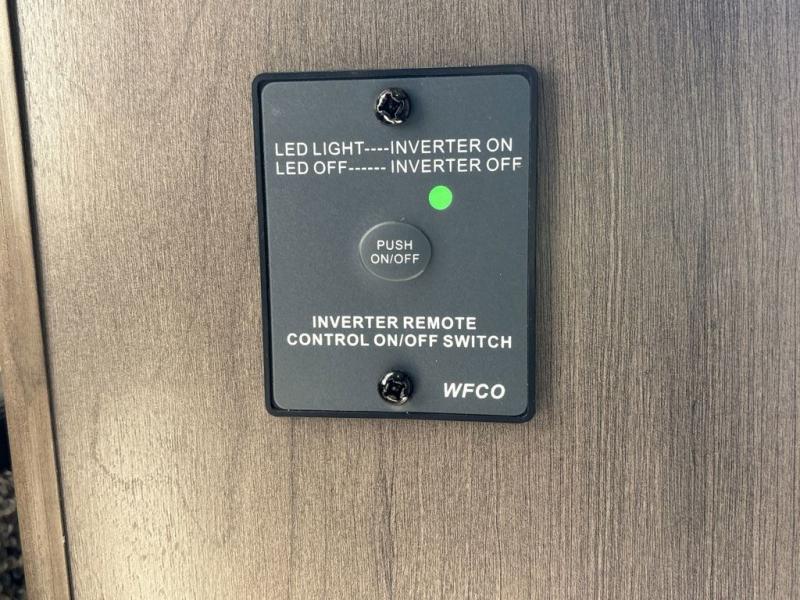 LED LIGHT----INVERTER ON
LED OFF------ INVERTER OFF
PUSH
ON/OFF
INVERTER REMOTE
CONTROL ON/OFF SWITCH
WFCO